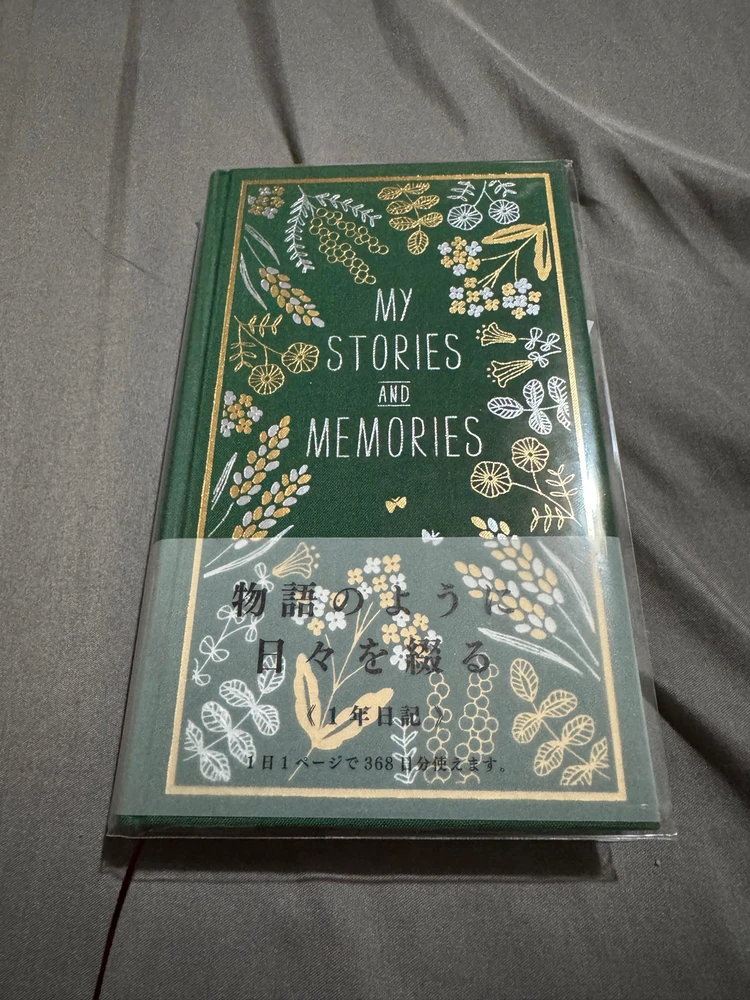 MY
STORIES
AND
MEMORIES
物語のように
日々を綴る
《1年日記》
1日1ページで368日分使えます。